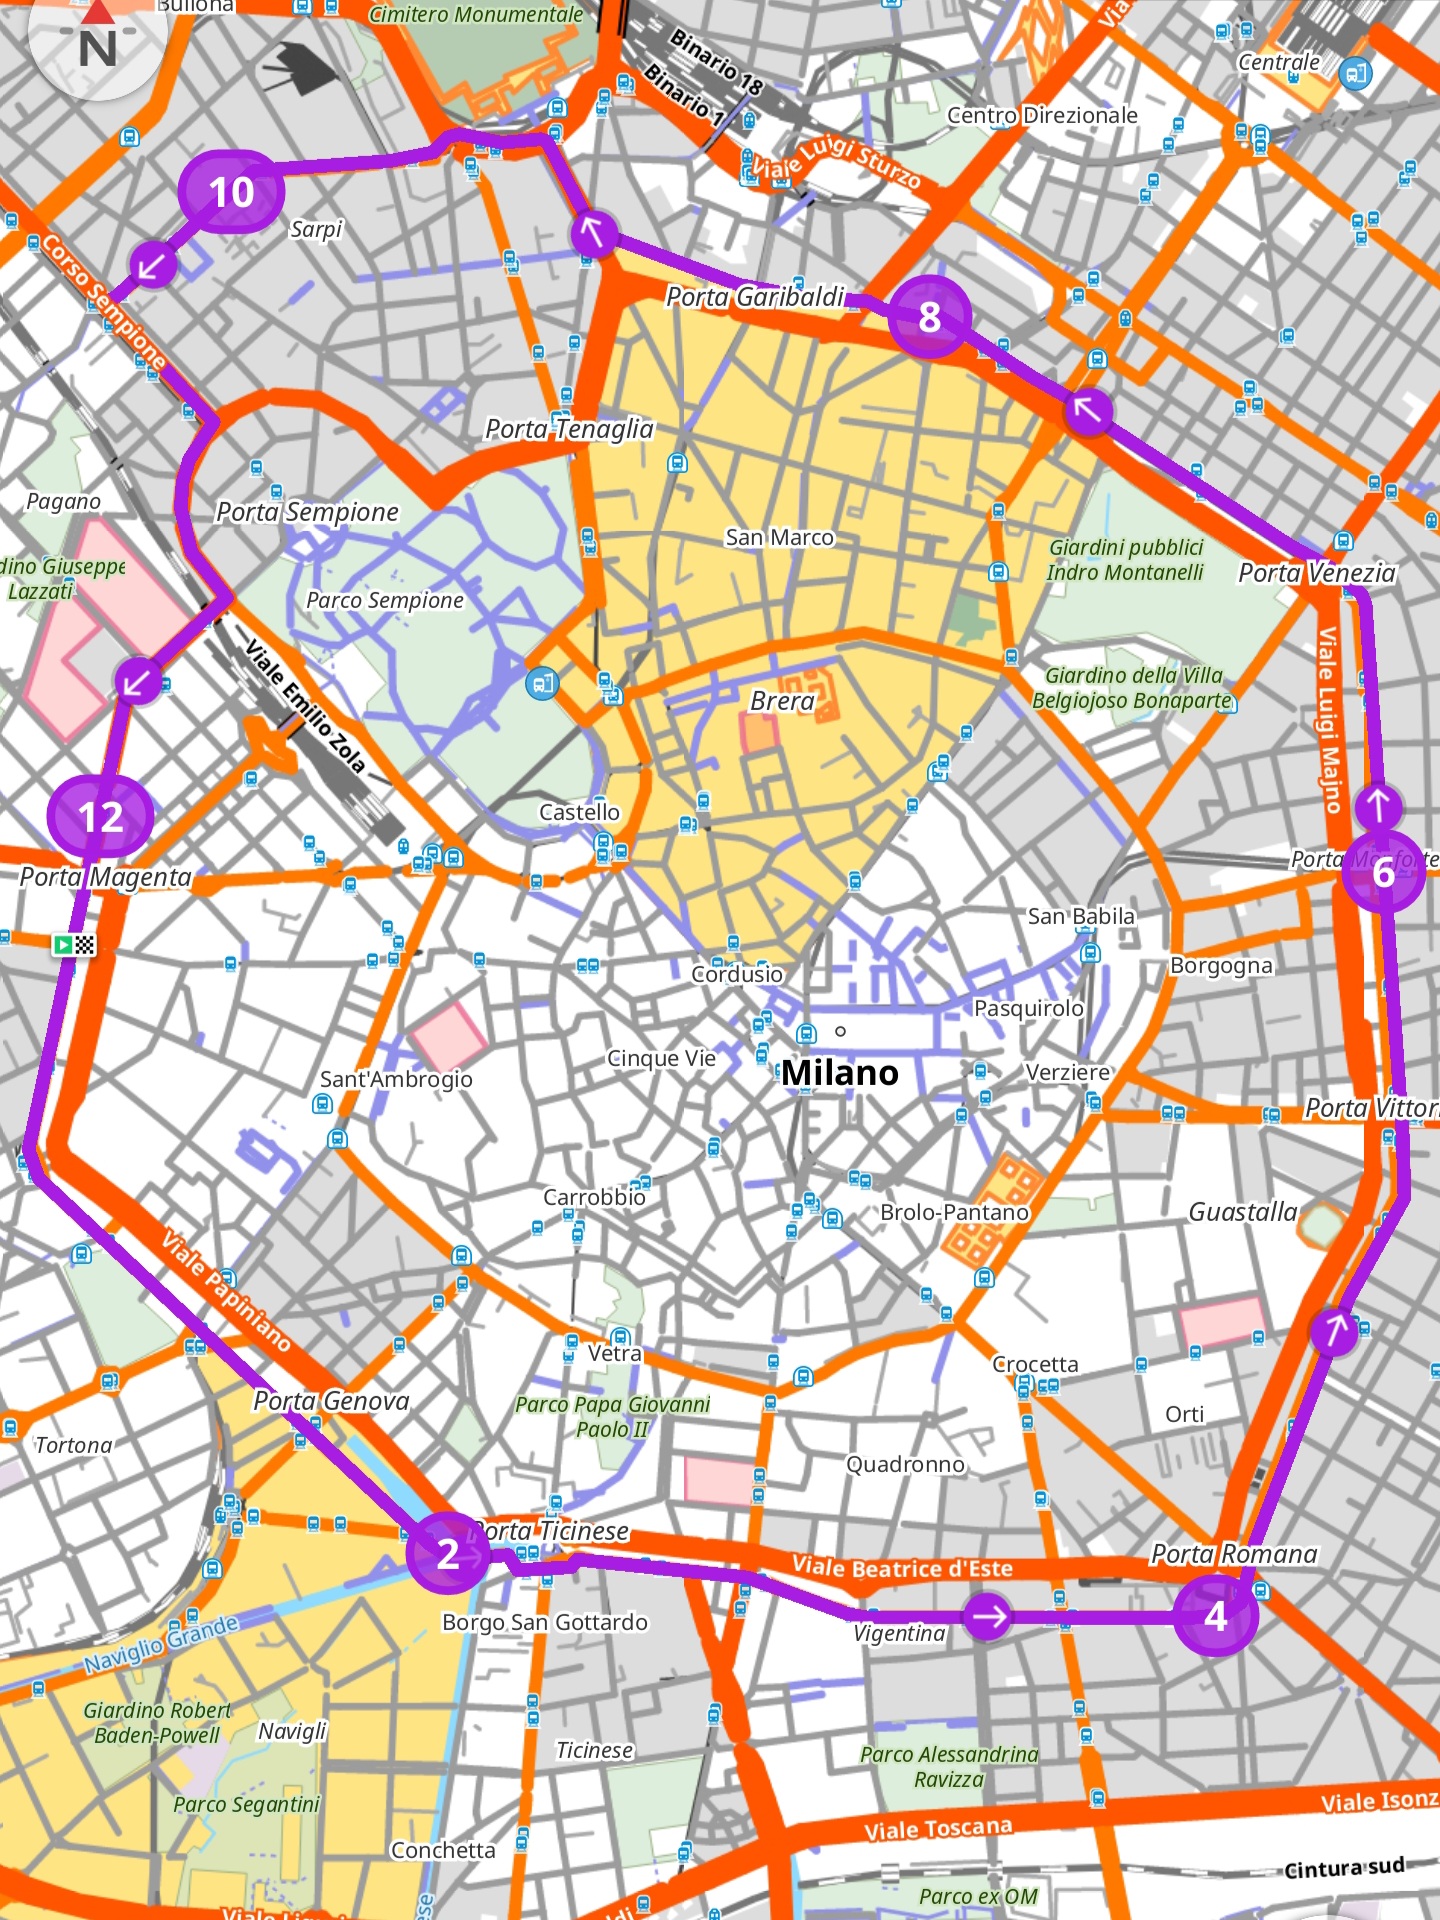 Bullona
Cimitero Monumentale
N
Binario 18
Binario 1
Centrale
Centro Direzionale
Viale Luigi Sturzo
10
Sarpi
Corso Sempione
Porta Garibaldi
8
Porta Tenaglia
Pagano
Porta Sempione
San Marco
Giardini pubblici
Indro Montanelli
Porta Venezia
dino Giuseppe
Lazzati
Parco Sempione
Viale Emilio Zola
Viale Luigi Majno
Giardino della Villa
Belgiojoso Bonaparte
Brera
12
Castello
Porta Monforte
6
Porta Magenta
San Babila
Cordusio
Borgogna
Pasquirolo
Cinque Vie
Milano
Verziere
Sant'Ambrogio
Porta Vittori
Carrobbio
Brolo-Pantano
Guastalla
Viale Papiniano
Vetra
Crocetta
Porta Genova
Parco Papa Giovanni
Paolo II
Orti
Tortona
Quadronno
2
Porta Ticinese
Viale Beatrice d'Este
Porta Romana
4
Borgo San Gottardo
Vigentina
Naviglio Grande
Giardino Robert
Baden-Powell
Navigli
Ticinese
Parco Alessandrina
Ravizza
Parco Segantini
Viale Isonz
Viale Toscana
Conchetta
Cintura sud
Parco ex OM